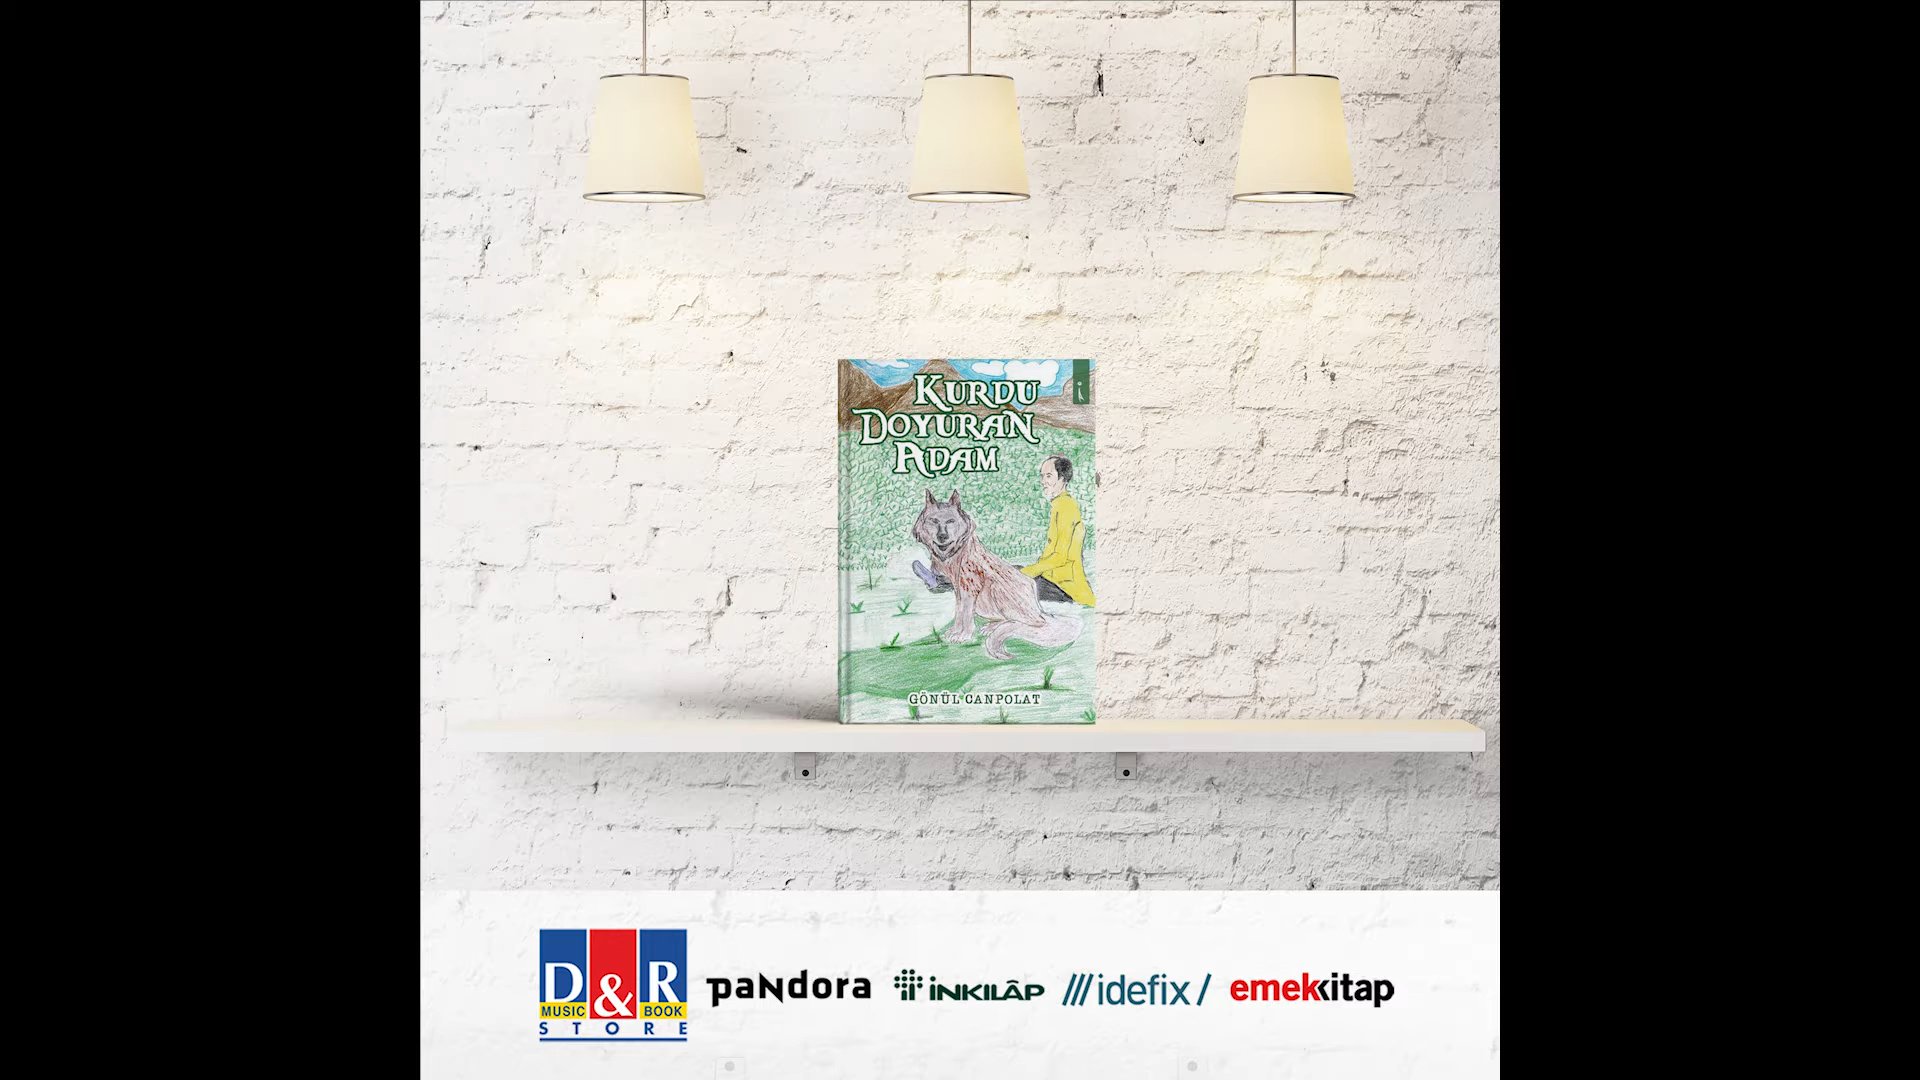 KURDU
DOYURAN
ADAM
GÖNÜL CANPOLAT
D&R
MUSIC BOOK
STORE
paNdora
İNKILÂP
///idefix/
emekkitap